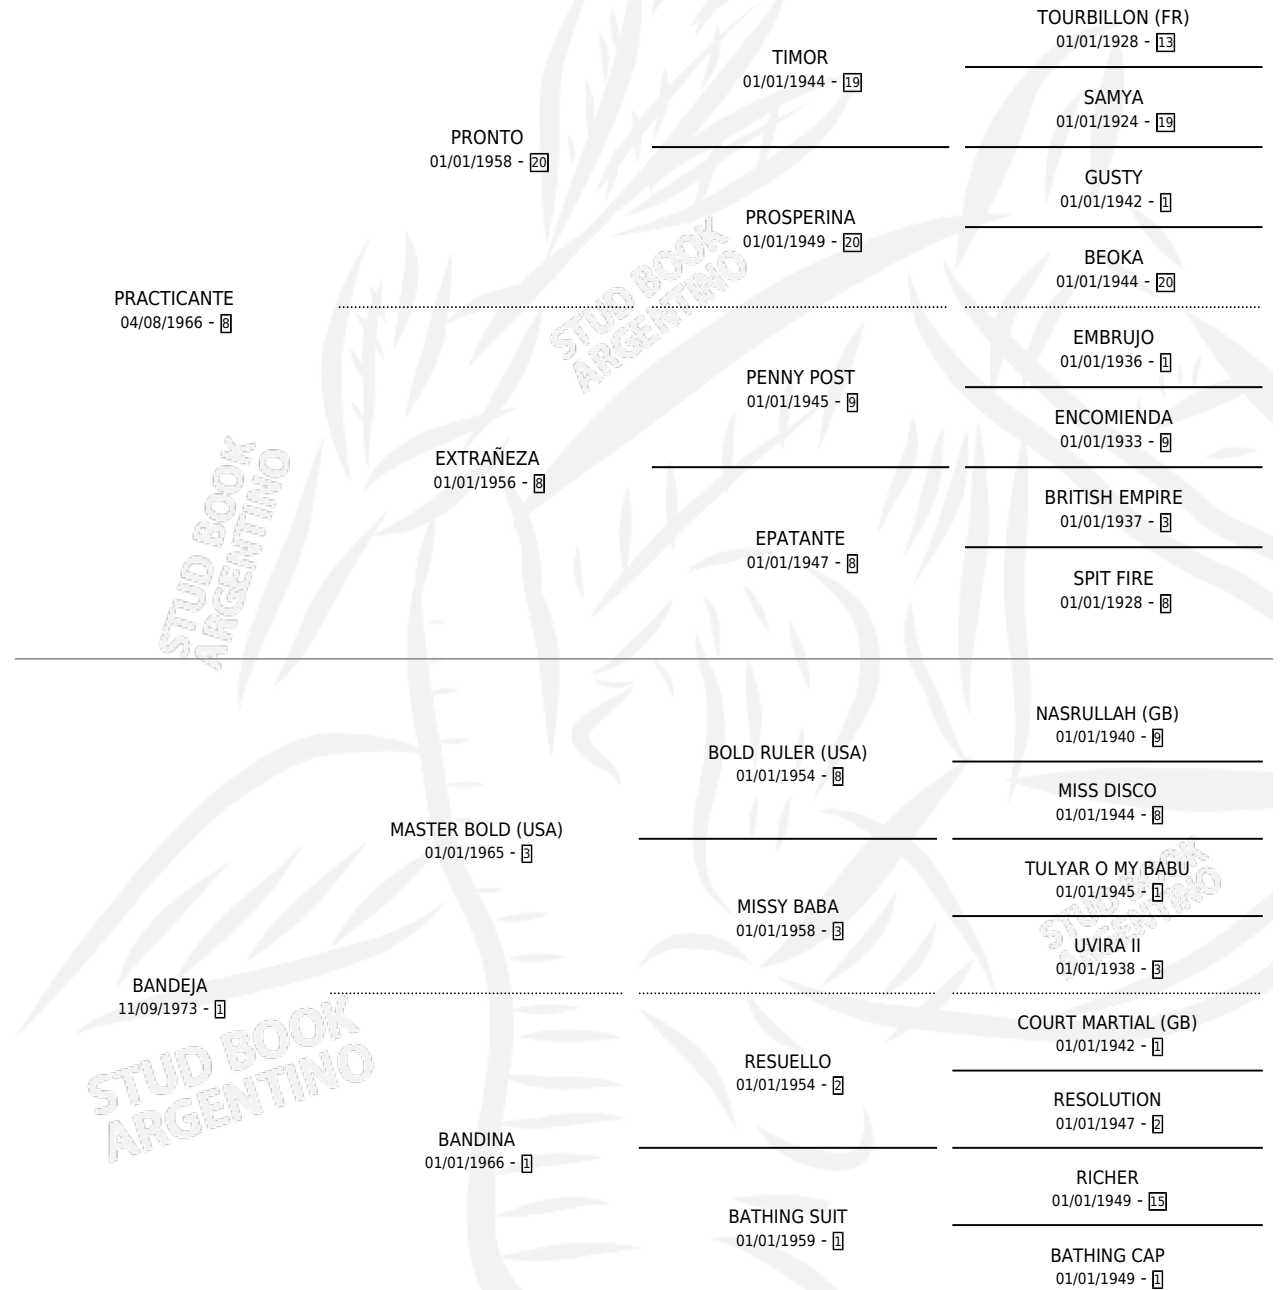 TOURBILLON (FR)
01/01/1928 - 13
TIMOR
01/01/1944 - 19
SAMYA
01/01/1924 - 19
PRONTO
01/01/1958 - 20
GUSTY
01/01/1942 - 1
PROSPERINA
01/01/1949 - 20
BEOKA
01/01/1944 - 20
PRACTICANTE
04/08/1966 - 8
EMBRUJO
01/01/1936 - 1
PENNY POST
01/01/1945 - 9
ENCOMIENDA
01/01/1933 - 9
EXTRAÑEZA
01/01/1956 - 8
BRITISH EMPIRE
01/01/1937 - 3
EPATANTE
01/01/1947 - 8
SPIT FIRE
01/01/1928 - 8
STUD BOOK
ARGENTINO
STUD BOOK
ARGENTINO
NASRULLAH (GB)
01/01/1940 - 9
BOLD RULER (USA)
01/01/1954 - 8
MISS DISCO
01/01/1944 - 8
MASTER BOLD (USA)
01/01/1965 - 3
TULYAR O MY BABU
01/01/1945 - 1
MISSY BABA
01/01/1958 - 3
UVIRA II
01/01/1938 - 3
BANDEJA
11/09/1973 - 1
COURT MARTIAL (GB)
01/01/1942 - 1
RESUELLO
01/01/1954 - 2
RESOLUTION
01/01/1947 - 2
BANDINA
01/01/1966 - 1
RICHER
01/01/1949 - 15
BATHING SUIT
01/01/1959 - 1
BATHING CAP
01/01/1949 - 1
STUD BOOK
ARGENTINO
STUD BOOK
ARGENTINO